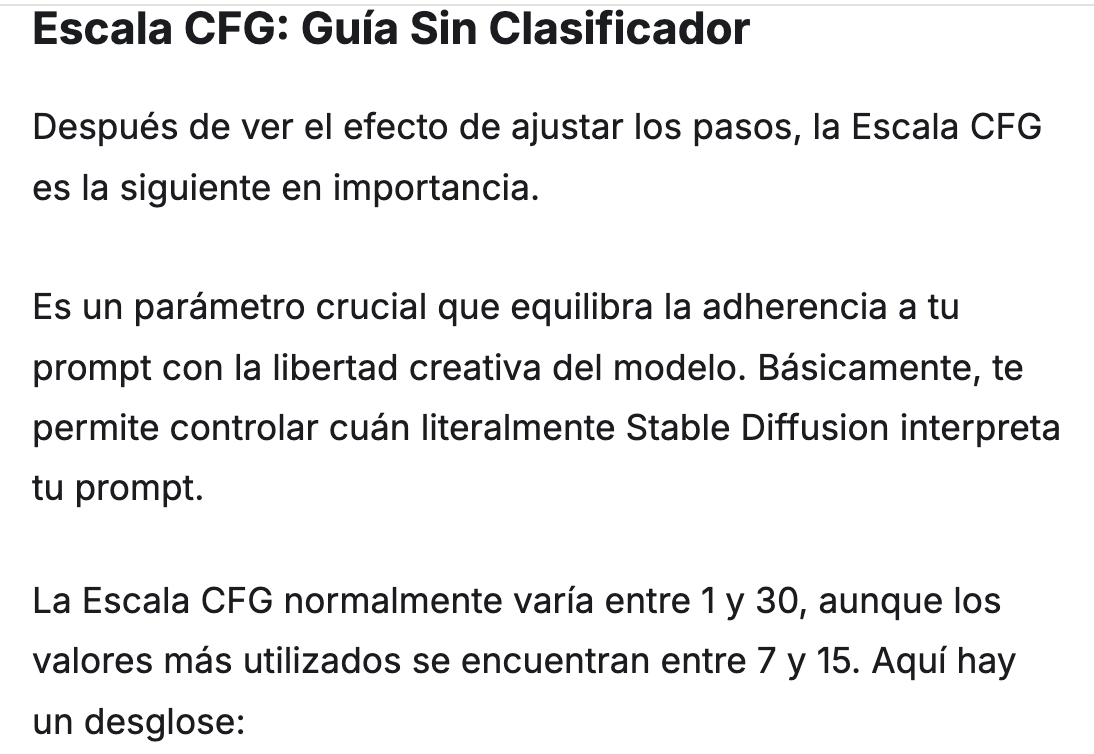 Escala CFG: Guía Sin Clasificador
Después de ver el efecto de ajustar los pasos, la Escala CFG
es la siguiente en importancia.
Es un parámetro crucial que equilibra la adherencia a tu
prompt con la libertad creativa del modelo. Básicamente, te
permite controlar cuán literalmente Stable Diffusion interpreta
tu prompt.
La Escala CFG normalmente varía entre 1 y 30, aunque los
valores más utilizados se encuentran entre 7 y 15. Aquí hay
un desglose: